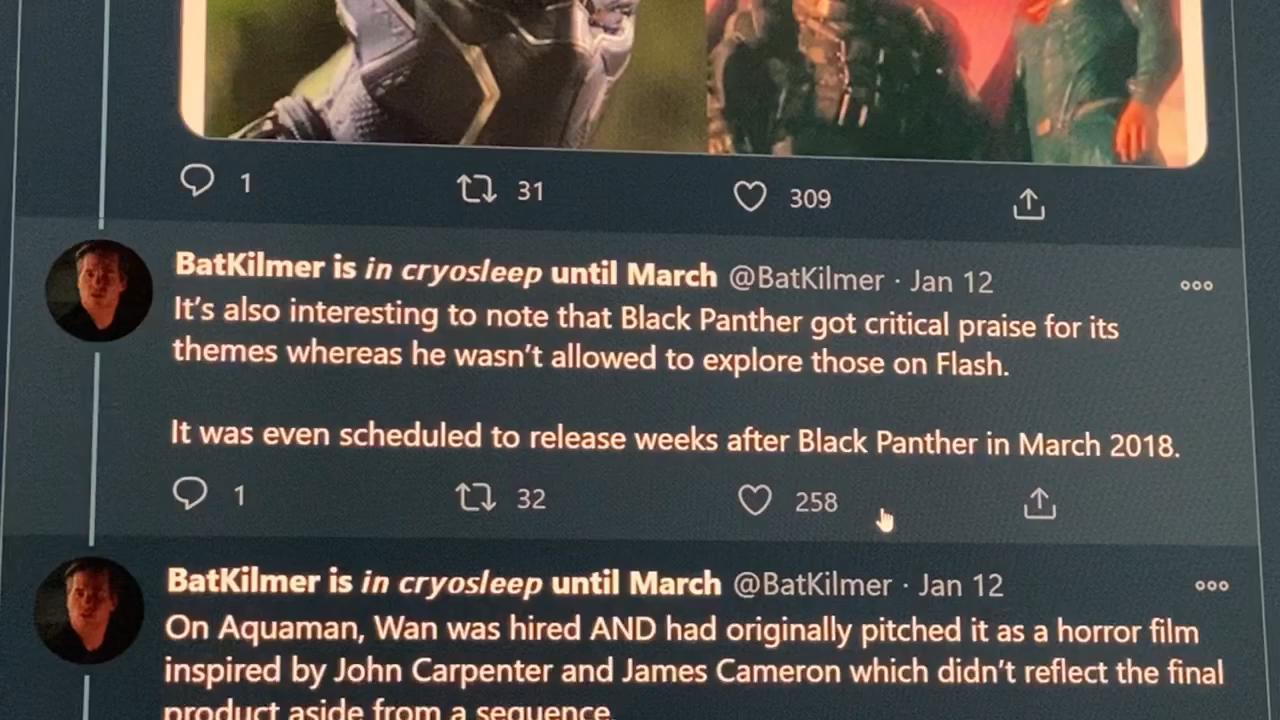 1 31 309
BatKilmer is in cryosleep until March @BatKilmer · Jan 12
It's also interesting to note that Black Panther got critical praise for its
themes whereas he wasn't allowed to explore those on Flash.
It was even scheduled to release weeks after Black Panther in March 2018.
1 32 258
BatKilmer is in cryosleep until March @BatKilmer · Jan 12
On Aquaman, Wan was hired AND had originally pitched it as a horror film
inspired by John Carpenter and James Cameron which didn't reflect the final
product aside from a sequence.